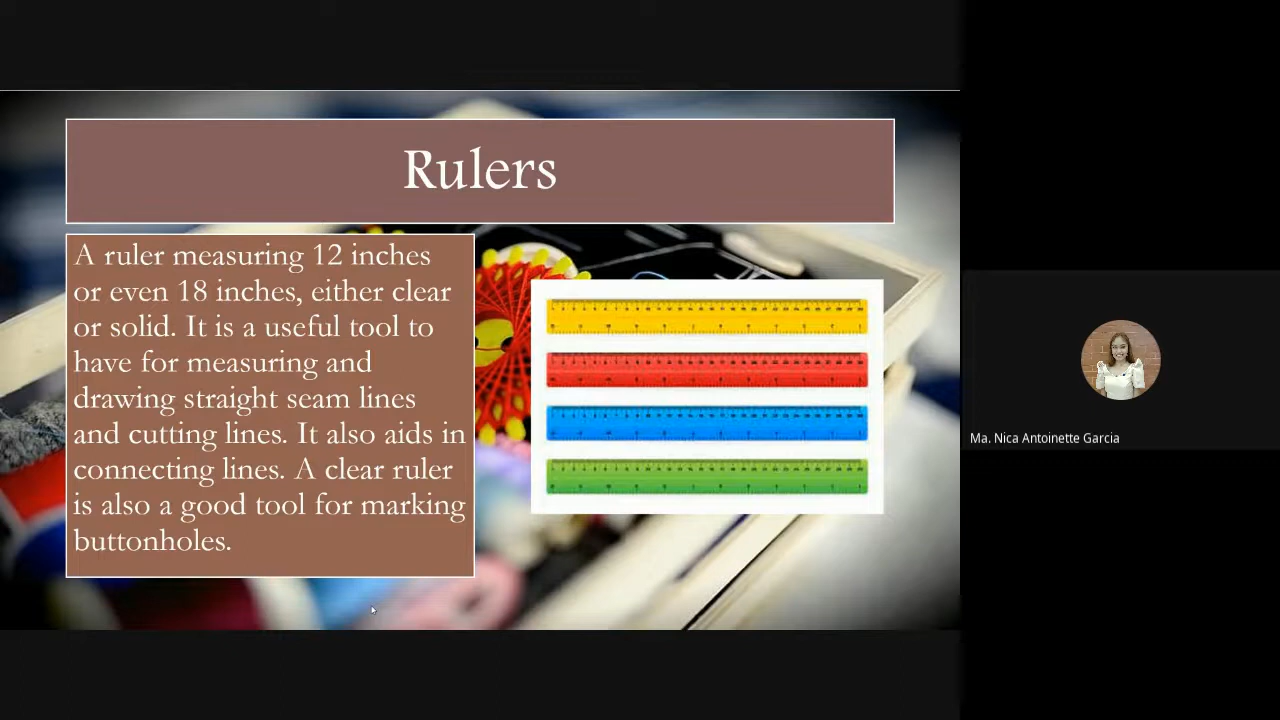 Rulers
A ruler measuring 12 inches
or even 18 inches, either clear
or solid. It is a useful tool to
have for measuring and
drawing straight seam lines
and cutting lines. It also aids in
connecting lines. A clear ruler
is also a good tool for marking
buttonholes.
Ma. Nica Antoinette Garcia